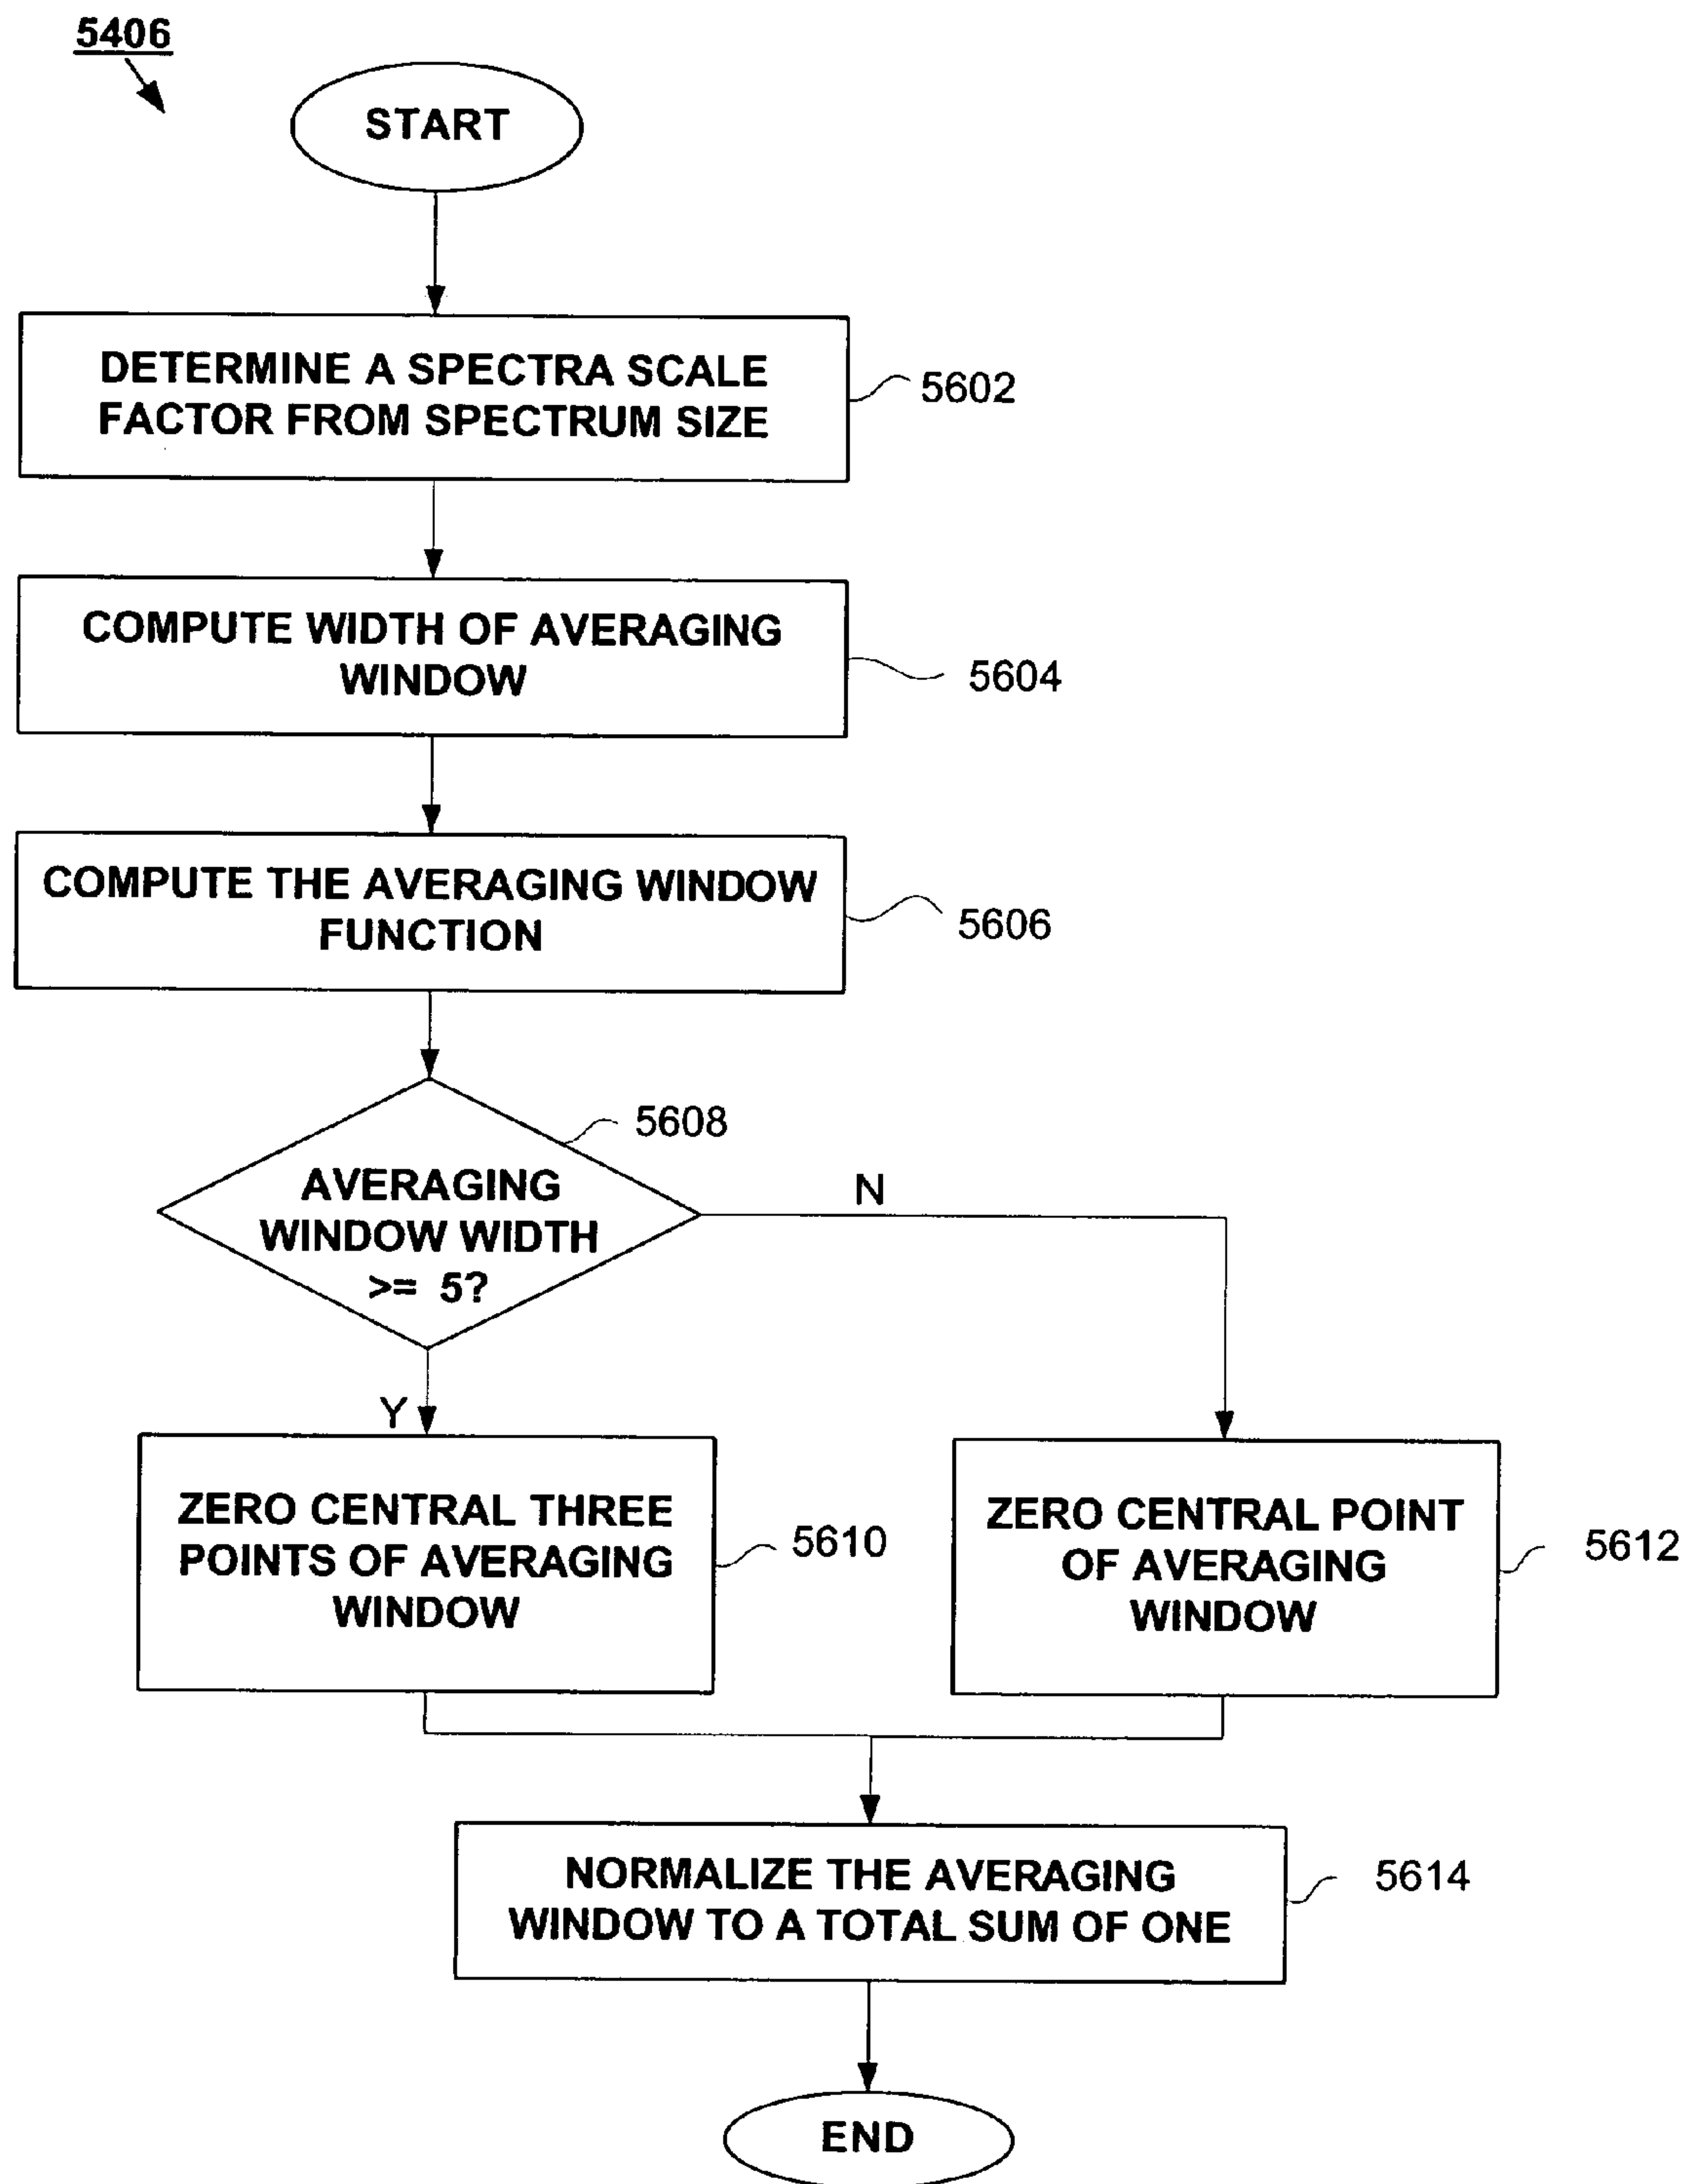 5406
START
DETERMINE A SPECTRA SCALE
FACTOR FROM SPECTRUM SIZE
5602
COMPUTE WIDTH OF AVERAGING
WINDOW
5604
COMPUTE THE AVERAGING WINDOW
FUNCTION
5606
5608
AVERAGING
WINDOW WIDTH
>= 5?
N
Y
ZERO CENTRAL THREE
POINTS OF AVERAGING
WINDOW
5610
ZERO CENTRAL POINT
OF AVERAGING
WINDOW
5612
NORMALIZE THE AVERAGING
WINDOW TO A TOTAL SUM OF ONE
5614
END